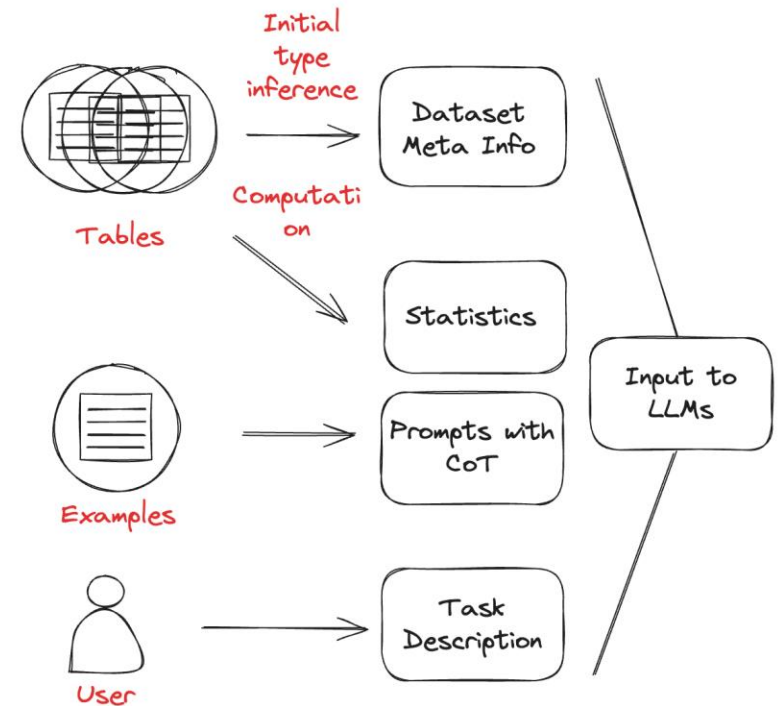 Initial
type
inference
Dataset
Meta Info
Tables
Computati
on
Statistics
Input to
LLMs
Prompts with
CoT
Examples
Task
Description
User